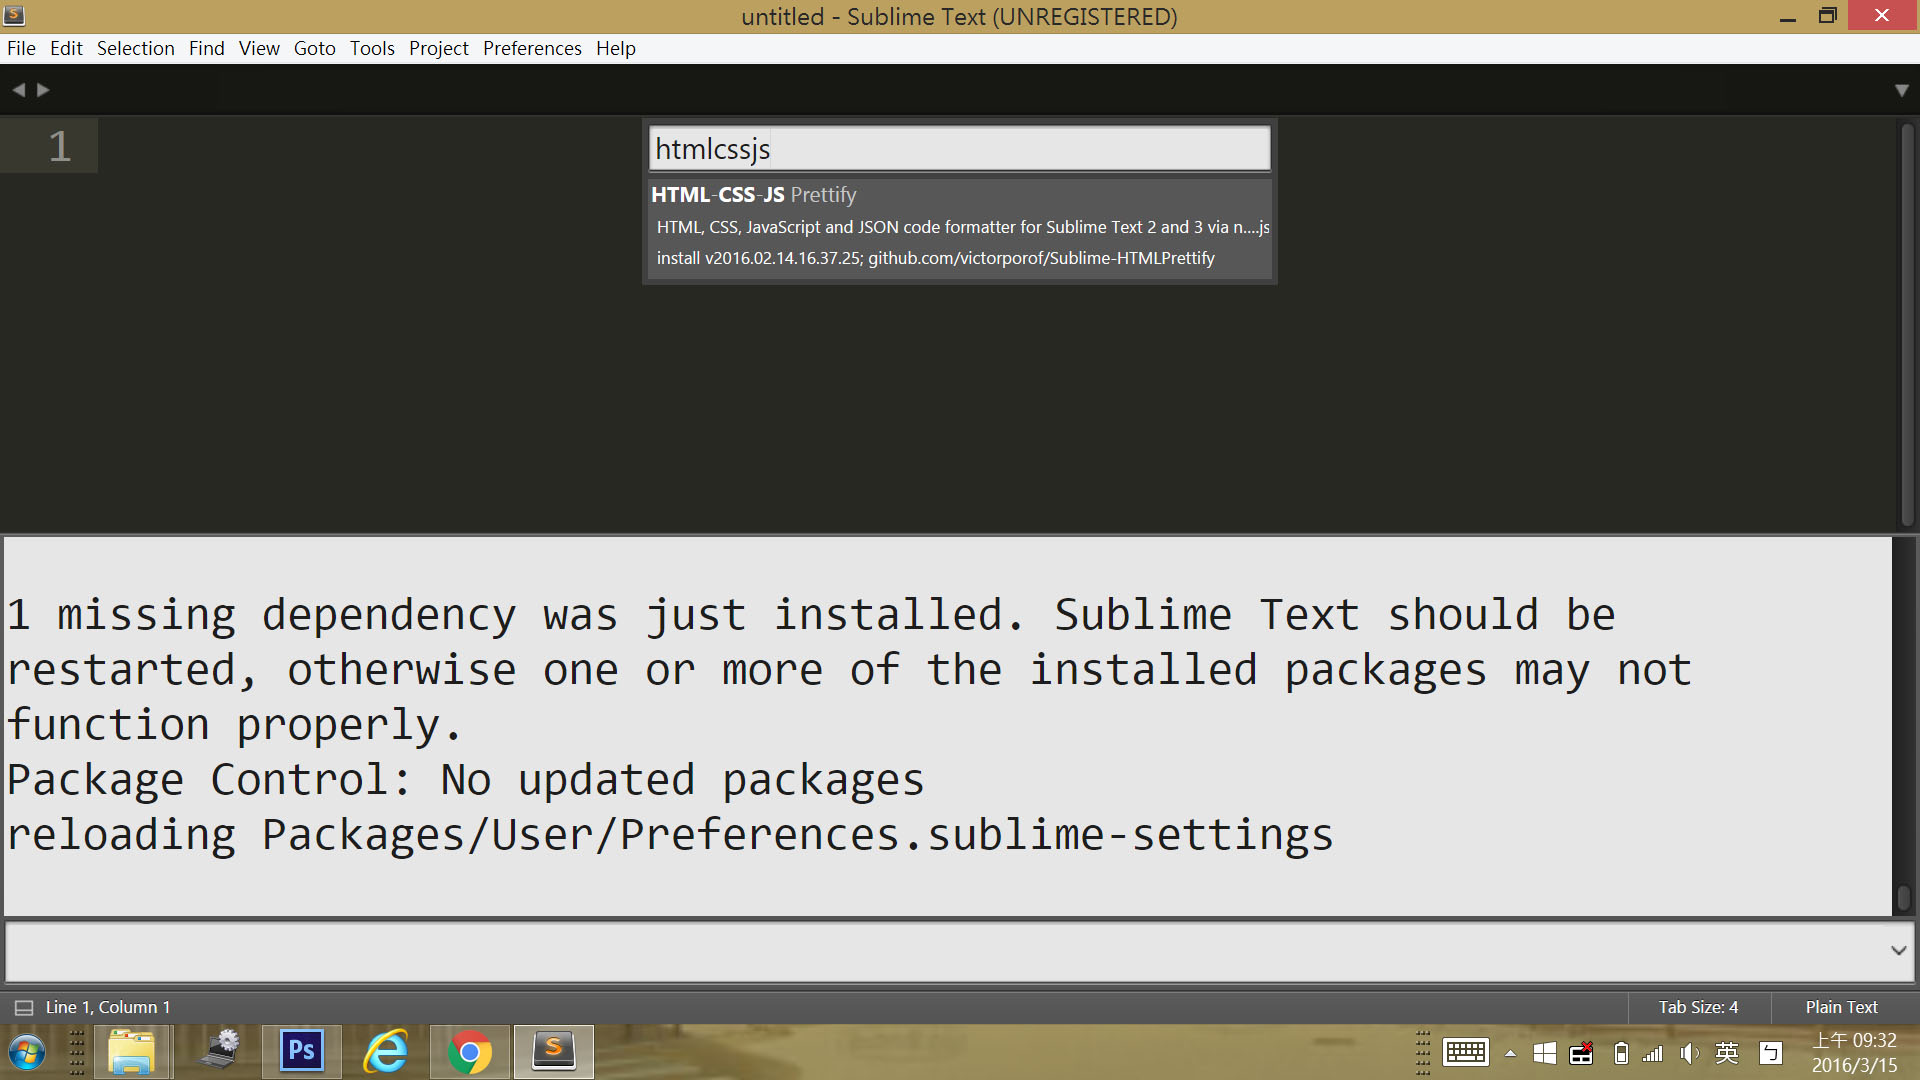 untitled - Sublime Text (UNREGISTERED)
File Edit Selection Find View Goto Tools Project Preferences Help
1
htmlcssjs
HTML-CSS-JS Prettify
HTML, CSS, JavaScript and JSON code formatter for Sublime Text 2 and 3 via n....js
install v2016.02.14.16.37.25; github.com/victorporof/Sublime-HTMLPrettify
1 missing dependency was just installed. Sublime Text should be
restarted, otherwise one or more of the installed packages may not
function properly.
Package Control: No updated packages
reloading Packages/User/Preferences.sublime-settings
Line 1, Column 1
Tab Size: 4
Plain Text
Ps
英
ㄅ
上午 09:32
2016/3/15